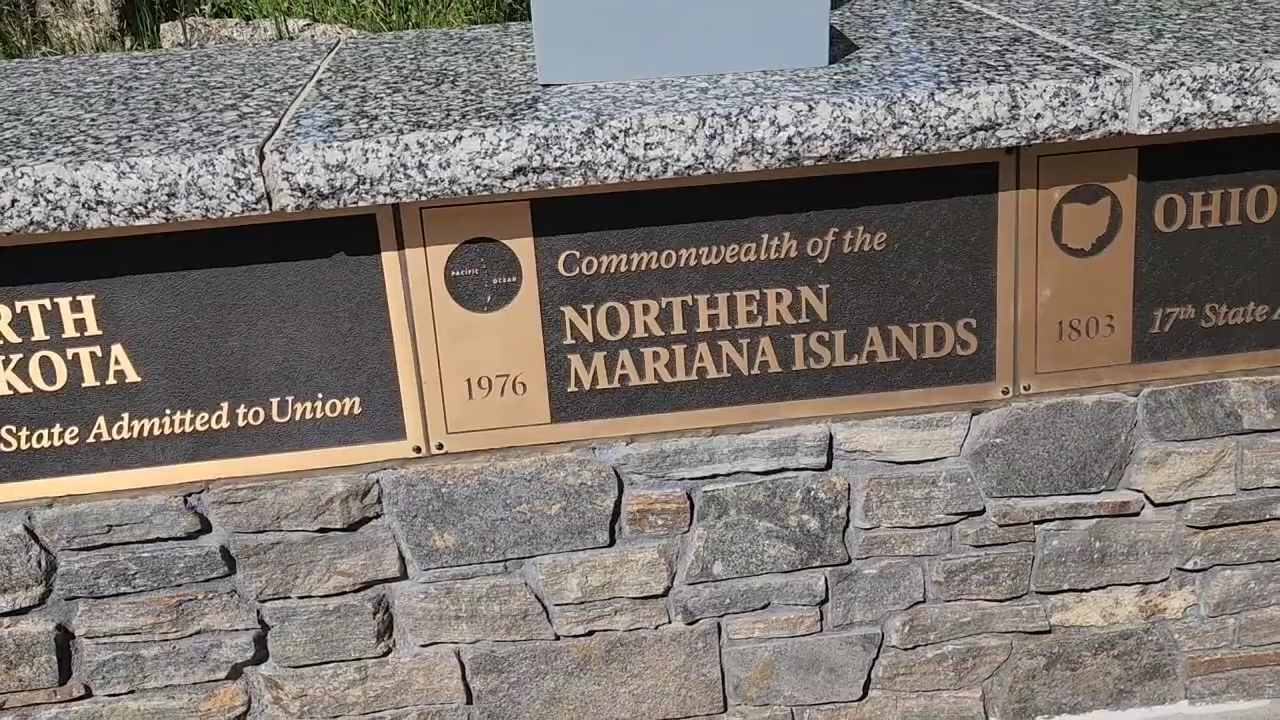 RTH
KOTA
State Admitted to Union
PACIFIC OCEAN
1976
Commonwealth of the
NORTHERN
MARIANA ISLANDS
1803
OHIO
17th State